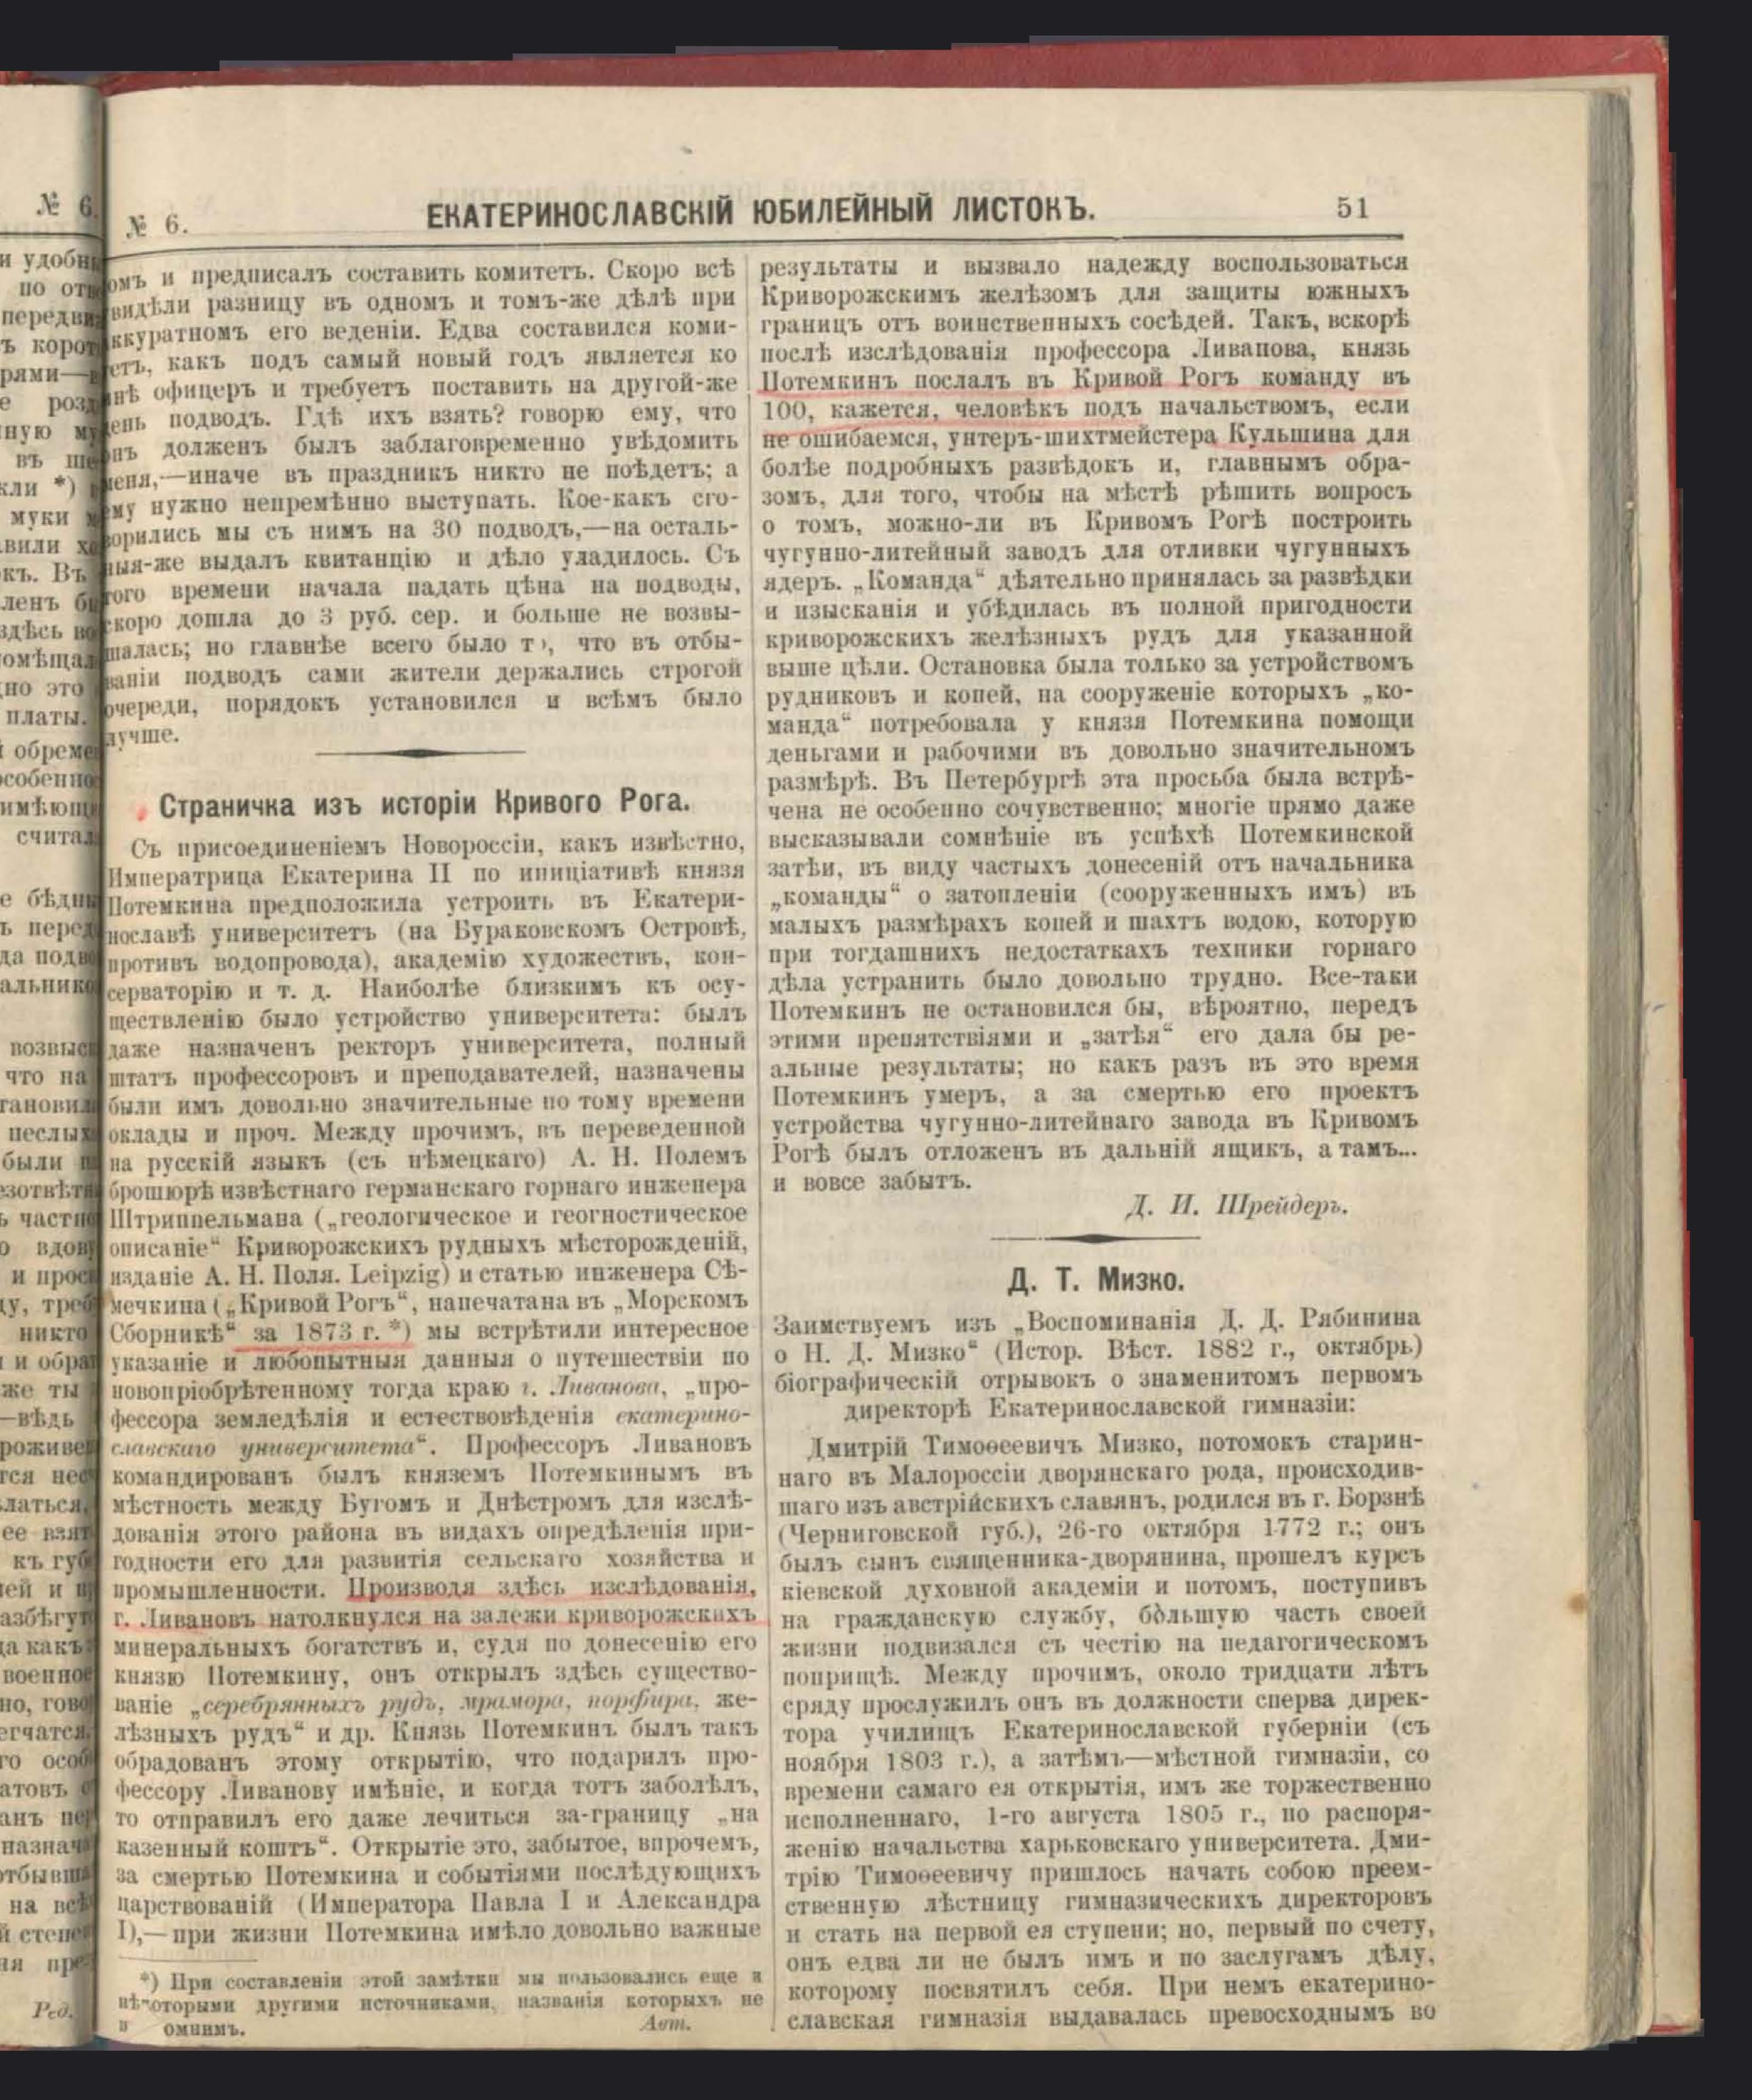 № 6.
ЕКАТЕРИНОСЛАВСКІЙ ЮБИЛЕЙНЫЙ ЛИСТОКЪ.
51
омъ и предписалъ составить комитетъ. Скоро всѣ
видѣли разницу въ одномъ и томъ-же дѣлѣ при
ккуратномъ его веденіи. Едва составился коми-
етъ, какъ подъ самый новый годъ является ко
нѣ офицеръ и требуетъ поставить на другой-же
ень подводъ. Гдѣ ихъ взять? говорю ему, что
нъ долженъ былъ заблаговременно увѣдомить
меня,—иначе въ праздникъ никто не поѣдетъ; а
му нужно непремѣнно выступать. Кое-какъ сго-
ворились мы съ нимъ на 30 подводъ,—на осталь-
ныя-же выдалъ квитанцію и дѣло уладилось. Съ
того времени начала падать цѣна на подводы,
скоро дошла до 3 руб. сер. и больше не возвы-
шалась; но главнѣе всего было то, что въ отбы-
ваніи подводъ сами жители держались строгой
очереди, порядокъ установился и всѣмъ было
лучше.
Страничка изъ исторіи Кривого Рога.
Съ присоединеніемъ Новороссіи, какъ извѣстно,
Императрица Екатерина II по иниціативѣ князя
Потемкина предположила устроить въ Екатери-
нославѣ университетъ (на Бураковскомъ Островѣ,
противъ водопровода), академію художествъ, кон-
серваторію и т. д. Наиболѣе близкимъ къ осу-
ществленію было устройство университета: былъ
даже назначенъ ректоръ университета, полный
штатъ профессоровъ и преподавателей, назначены
были имъ довольно значительные по тому времени
оклады и проч. Между прочимъ, въ переведенной
на русскій языкъ (съ нѣмецкаго) А. Н. Полемъ
брошюрѣ извѣстнаго германскаго горнаго инженера
Штриппельмана („геологическое и геогностическое
описаніе“ Криворожскихъ рудныхъ мѣсторожденій,
изданіе А. Н. Поля. Leipzig) и статью инженера Сѣ-
мечкина („Кривой Рогъ“, напечатана въ „Морскомъ
Сборникѣ“ за 1873 г. *) мы встрѣтили интересное
указаніе и любопытныя данныя о путешествіи по
новопріобрѣтенному тогда краю г. Ливанова, „про-
фессора земледѣлія и естествовѣденія екатерино-
славскаго университета“. Профессоръ Ливановъ
командированъ былъ княземъ Потемкинымъ въ
мѣстность между Бугомъ и Днѣстромъ для изслѣ-
дованія этого района въ видахъ опредѣленія при-
годности его для развитія сельскаго хозяйства и
промышленности. Производя здѣсь изслѣдованія,
г. Ливановъ натолкнулся на залежи криворожскихъ
минеральныхъ богатствъ и, судя по донесенію его
князю Потемкину, онъ открылъ здѣсь существо-
ваніе „серебрянныхъ рудъ, мрамора, порфира, же-
лѣзныхъ рудъ“ и др. Князь Потемкинъ былъ такъ
обрадованъ этому открытію, что подарилъ про-
фессору Ливанову имѣніе, и когда тотъ заболѣлъ,
то отправилъ его даже лечиться за-границу „на
казенный коштъ“. Открытіе это, забытое, впрочемъ,
за смертью Потемкина и событіями послѣдующихъ
царствованій (Императора Павла I и Александра
I),—при жизни Потемкина имѣло довольно важные
*) При составленіи этой замѣтки мы пользовались еще и
нѣкоторыми другими источниками, названія которыхъ не
помнимъ.
Авт.
результаты и вызвало надежду воспользоваться
Криворожскимъ желѣзомъ для защиты южныхъ
границъ отъ воинственныхъ сосѣдей. Такъ, вскорѣ
послѣ изслѣдованія профессора Ливанова, князь
Потемкинъ послалъ въ Кривой Рогъ команду въ
100, кажется, человѣкъ подъ начальствомъ, если
не ошибаемся, унтеръ-шихтмейстера Кульшина для
болѣе подробныхъ развѣдокъ и, главнымъ обра-
зомъ, для того, чтобы на мѣстѣ рѣшить вопросъ
о томъ, можно-ли въ Кривомъ Рогѣ построить
чугунно-литейный заводъ для отливки чугунныхъ
ядеръ. „Команда“ дѣятельно принялась за развѣдки
и изысканія и убѣдилась въ полной пригодности
криворожскихъ желѣзныхъ рудъ для указанной
выше цѣли. Остановка была только за устройствомъ
рудниковъ и копей, на сооруженіе которыхъ „ко-
манда“ потребовала у князя Потемкина помощи
деньгами и рабочими въ довольно значительномъ
размѣрѣ. Въ Петербургѣ эта просьба была встрѣ-
чена не особенно сочувственно; многіе прямо даже
высказывали сомнѣніе въ успѣхѣ Потемкинской
затѣи, въ виду частыхъ донесеній отъ начальника
„команды“ о затопленіи (сооруженныхъ имъ) въ
малыхъ размѣрахъ копей и шахтъ водою, которую
при тогдашнихъ недостаткахъ техники горнаго
дѣла устранить было довольно трудно. Все-таки
Потемкинъ не остановился бы, вѣроятно, передъ
этими препятствіями и „затѣя“ его дала бы ре-
альные результаты; но какъ разъ въ это время
Потемкинъ умеръ, а за смертью его проектъ
устройства чугунно-литейнаго завода въ Кривомъ
Рогѣ былъ отложенъ въ дальній ящикъ, а тамъ...
и вовсе забытъ.
Д. И. Шрейдеръ.
Д. Т. Мизко.
Заимствуемъ изъ „Воспоминанія Д. Д. Рябинина
о Н. Д. Мизко“ (Истор. Вѣст. 1882 г., октябрь)
біографическій отрывокъ о знаменитомъ первомъ
директорѣ Екатеринославской гимназіи:
Дмитрій Тимоѳеевичъ Мизко, потомокъ старин-
наго въ Малороссіи дворянскаго рода, происходив-
шаго изъ австрійскихъ славянъ, родился въ г. Борзнѣ
(Черниговской губ.), 26-го октября 1772 г.; онъ
былъ сынъ священника-дворянина, прошелъ курсъ
кіевской духовной академіи и потомъ, поступивъ
на гражданскую службу, бо́льшую часть своей
жизни подвизался съ честію на педагогическомъ
поприщѣ. Между прочимъ, около тридцати лѣтъ
сряду прослужилъ онъ въ должности сперва дирек-
тора училищъ Екатеринославской губерніи (съ
ноября 1803 г.), а затѣмъ—мѣстной гимназіи, со
времени самаго ея открытія, имъ же торжественно
исполненнаго, 1-го августа 1805 г., по распоря-
женію начальства харьковскаго университета. Дми-
трію Тимоѳеевичу пришлось начать собою преем-
ственную лѣстницу гимназическихъ директоровъ
и стать на первой ея ступени; но, первый по счету,
онъ едва ли не былъ имъ и по заслугамъ дѣлу,
которому посвятилъ себя. При немъ екатерино-
славская гимназія выдавалась превосходнымъ во